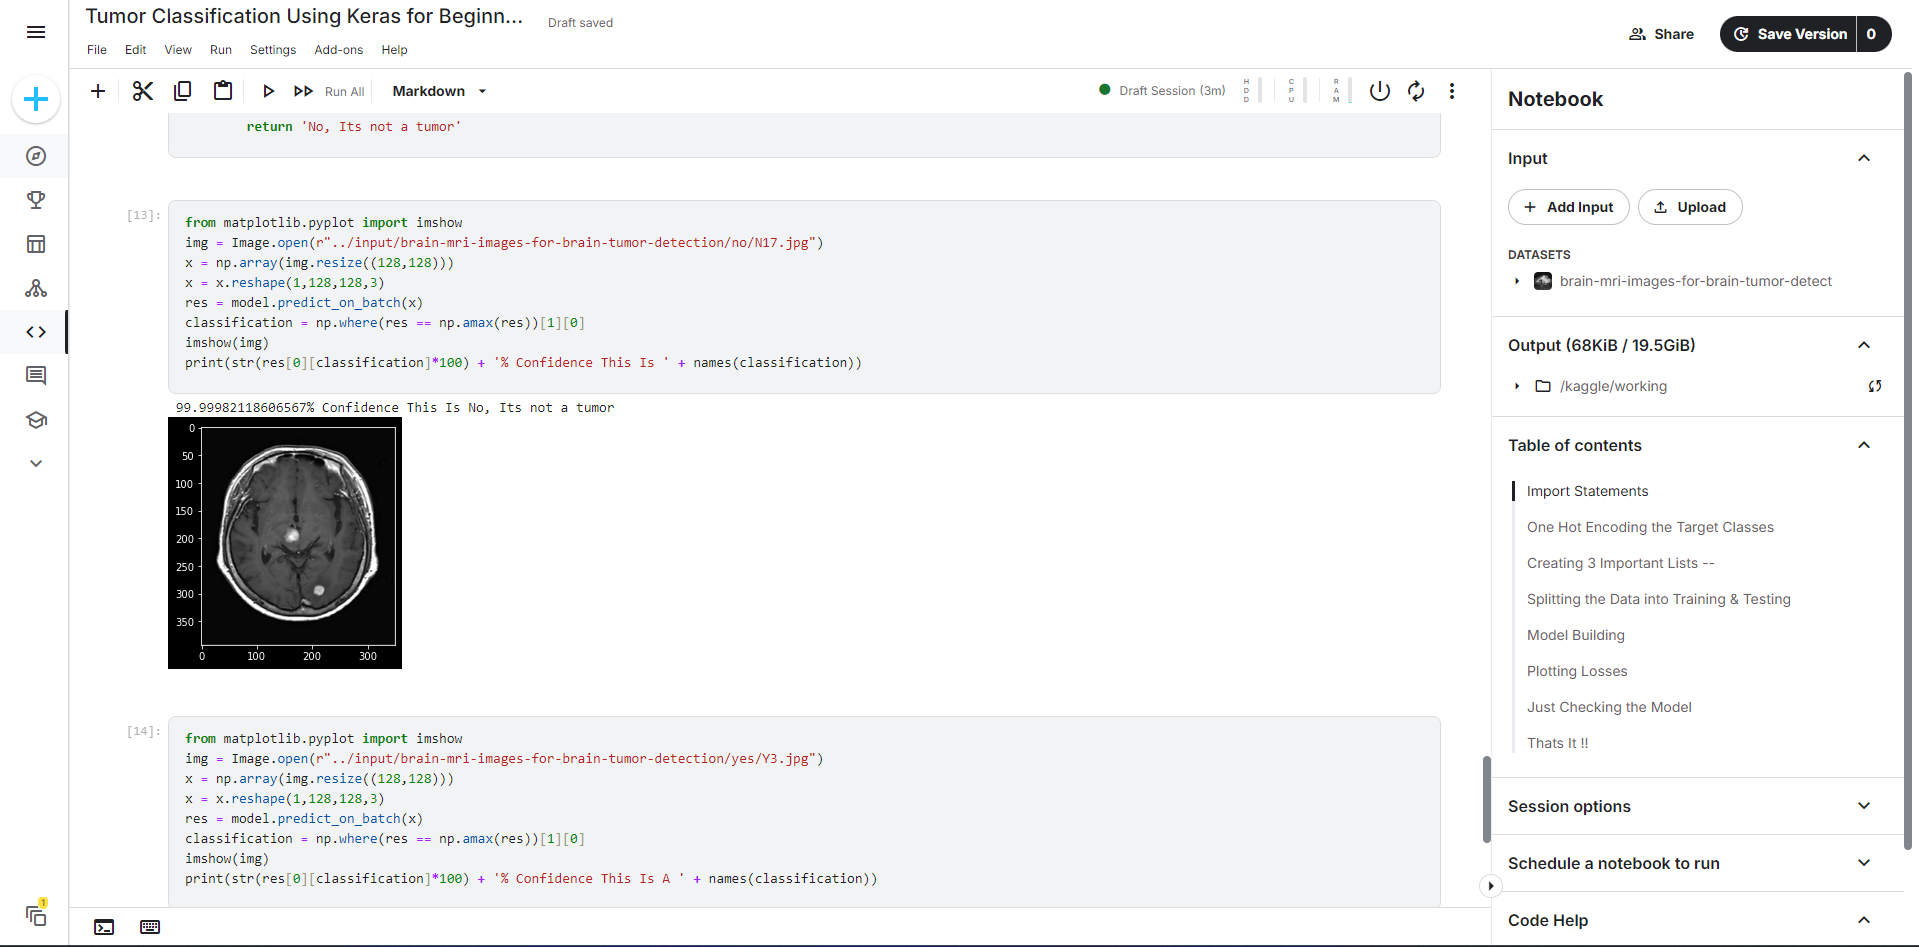 Tumor Classification Using Keras for Beginn...
Draft saved
File Edit View Run Settings Add-ons Help
Share
Save Version 0
Run All
Markdown
Draft Session (3m)
HDD
CPU
RAM
return 'No, Its not a tumor'
[13]:
from matplotlib.pyplot import imshow
img = Image.open(r"../input/brain-mri-images-for-brain-tumor-detection/no/N17.jpg")
x = np.array(img.resize((128,128)))
x = x.reshape(1,128,128,3)
res = model.predict_on_batch(x)
classification = np.where(res == np.amax(res))[1][0]
imshow(img)
print(str(res[0][classification]*100) + '% Confidence This Is ' + names(classification))
99.99982118606567% Confidence This Is No, Its not a tumor
0
50
100
150
200
250
300
350
0 100 200 300
[14]:
from matplotlib.pyplot import imshow
img = Image.open(r"../input/brain-mri-images-for-brain-tumor-detection/yes/Y3.jpg")
x = np.array(img.resize((128,128)))
x = x.reshape(1,128,128,3)
res = model.predict_on_batch(x)
classification = np.where(res == np.amax(res))[1][0]
imshow(img)
print(str(res[0][classification]*100) + '% Confidence This Is A ' + names(classification))
Notebook
Input
Add Input
Upload
DATASETS
brain-mri-images-for-brain-tumor-detect
Output (68KiB / 19.5GiB)
/kaggle/working
Table of contents
Import Statements
One Hot Encoding the Target Classes
Creating 3 Important Lists --
Splitting the Data into Training & Testing
Model Building
Plotting Losses
Just Checking the Model
Thats It !!
Session options
Schedule a notebook to run
Code Help
1